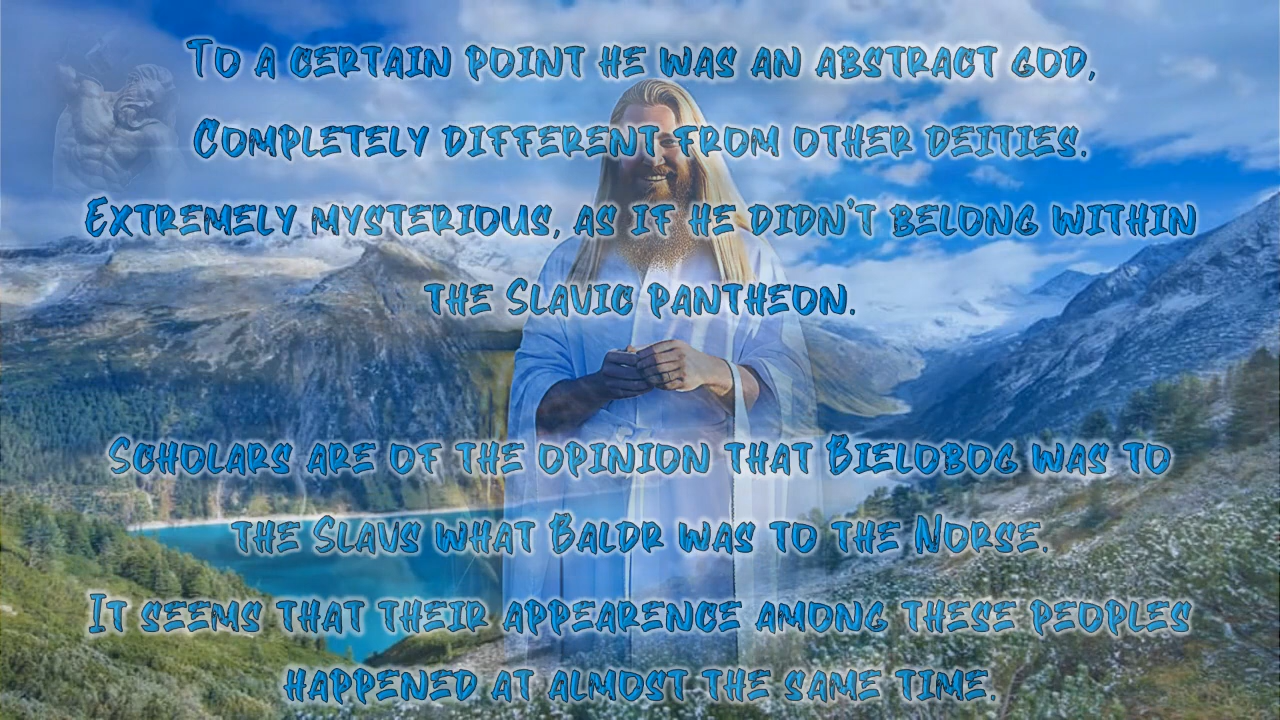 To a certain point he was an abstract god,
Completely different from other deities.
Extremely mysterious, as if he didn't belong within
the Slavic pantheon.
Scholars are of the opinion that Bielobog was to
the Slavs what Baldr was to the Norse.
It seems that their appearence among these peoples
happened at almost the same time.